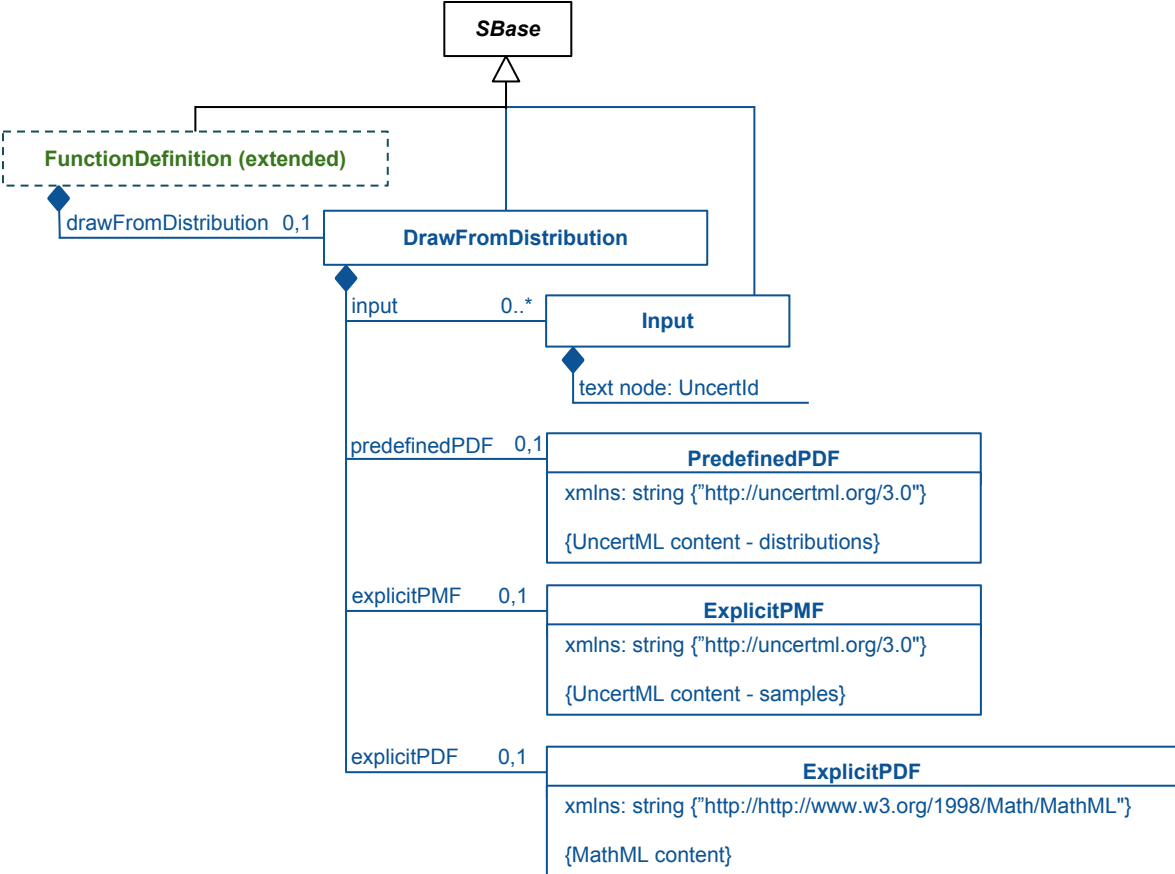 SBase
FunctionDefinition (extended)
drawFromDistribution 0,1
DrawFromDistribution
input 0..*
Input
text node: UncertId
predefinedPDF 0,1
PredefinedPDF
xmlns: string {”http://uncertml.org/3.0"}
{UncertML content - distributions}
explicitPMF 0,1
ExplicitPMF
xmlns: string {”http://uncertml.org/3.0"}
{UncertML content - samples}
explicitPDF 0,1
ExplicitPDF
xmlns: string {”http://http://www.w3.org/1998/Math/MathML"}
{MathML content}